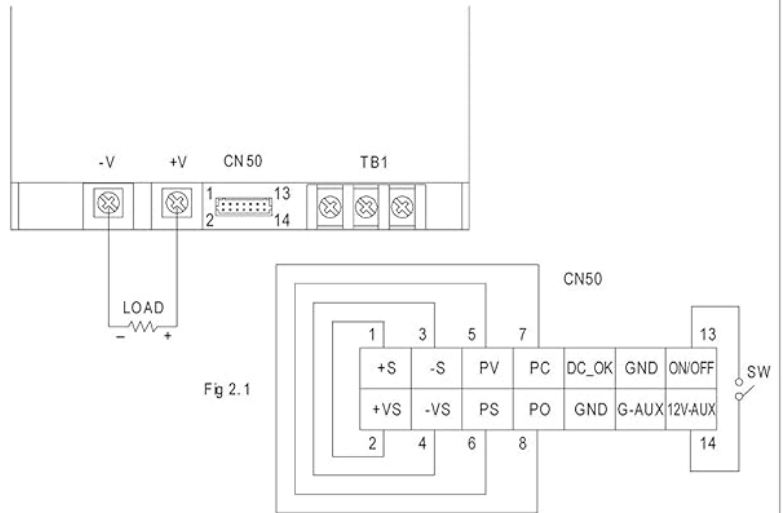 -V +V CN50 TB1
1 13
2 14
LOAD
- +
CN50
1 3 5 7 13
+S -S PV PC DC_OK GND ON/OFF
SW
Fig 2.1
+VS -VS PS PO GND G-AUX 12V-AUX
2 4 6 8 14